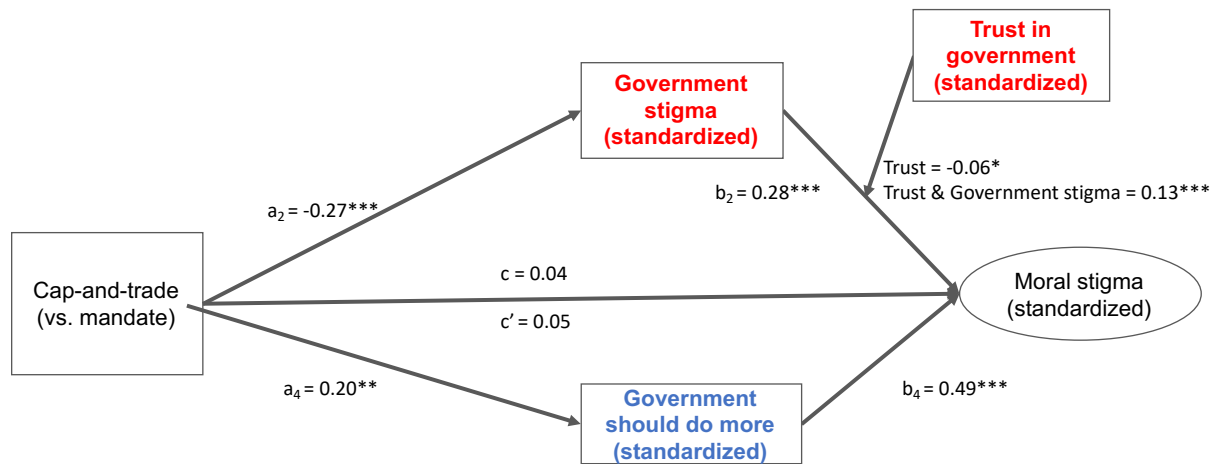 Trust in
government
(standardized)
Government
stigma
(standardized)
Trust = -0.06*
Trust & Government stigma = 0.13***
b₂ = 0.28***
a₂ = -0.27***
Cap-and-trade
(vs. mandate)
c = 0.04
c’ = 0.05
Moral stigma
(standardized)
a₄ = 0.20**
b₄ = 0.49***
Government
should do more
(standardized)